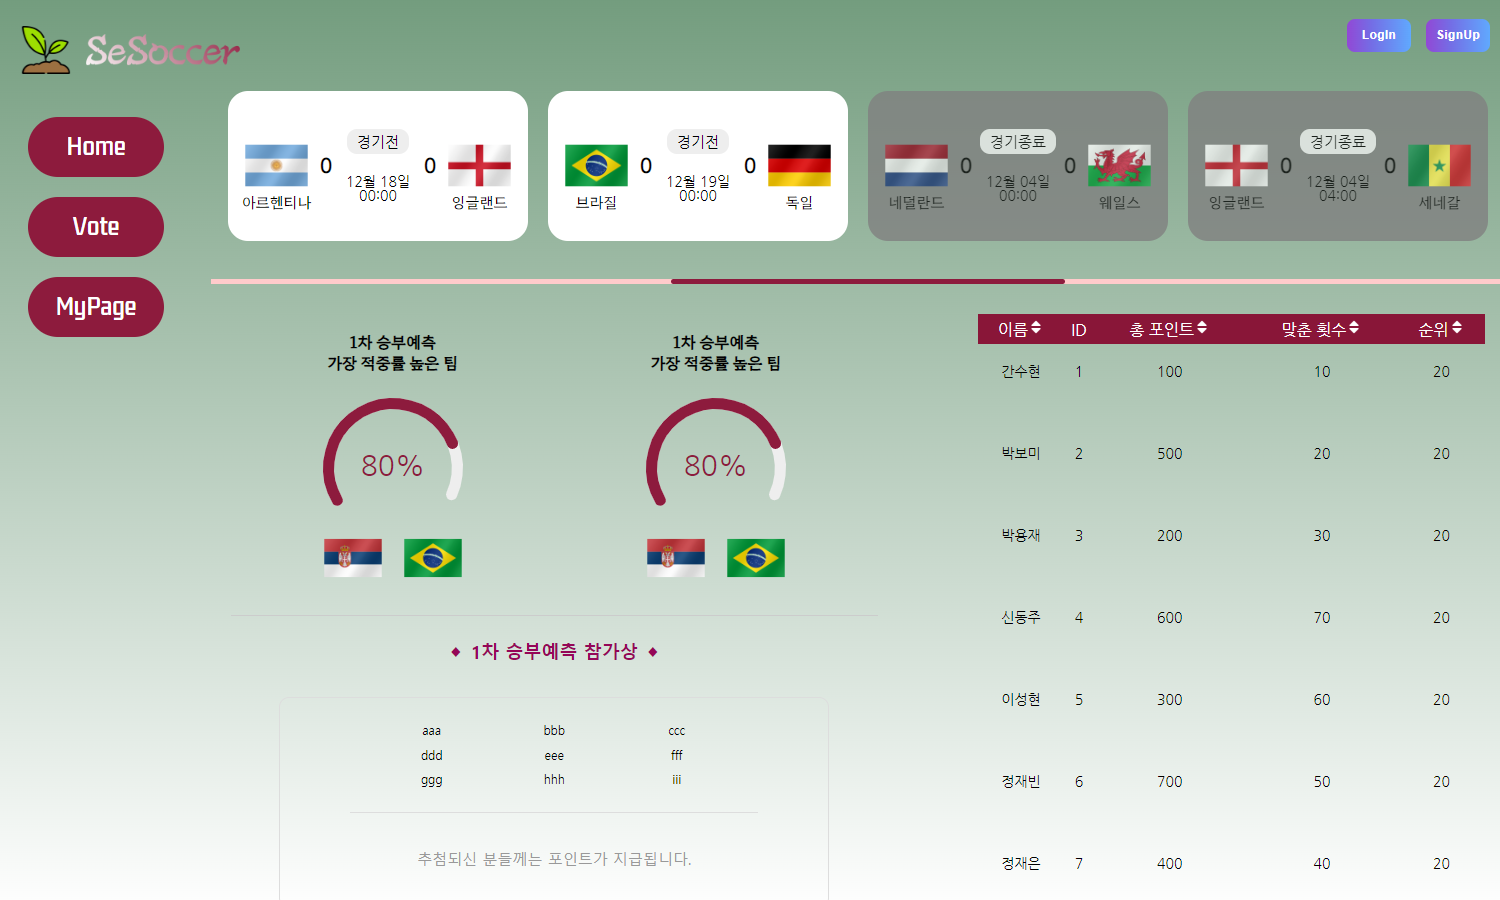 SeSoccer
LogIn
SignUp
Home
Vote
MyPage
경기전
0 0
12월 18일
00:00
아르헨티나 잉글랜드
경기전
0 0
12월 19일
00:00
브라질 독일
경기종료
0 0
12월 04일
00:00
네덜란드 웨일스
경기종료
0 0
12월 04일
04:00
잉글랜드 세네갈
1차 승부예측
가장 적중률 높은 팀
80%
1차 승부예측
가장 적중률 높은 팀
80%
◆ 1차 승부예측 참가상 ◆
aaa bbb ccc
ddd eee fff
ggg hhh iii
추첨되신 분들께는 포인트가 지급됩니다.
이름 ID 총 포인트 맞춘 횟수 순위
간수현 1 100 10 20
박보미 2 500 20 20
박용재 3 200 30 20
신동주 4 600 70 20
이성현 5 300 60 20
정재빈 6 700 50 20
정재은 7 400 40 20